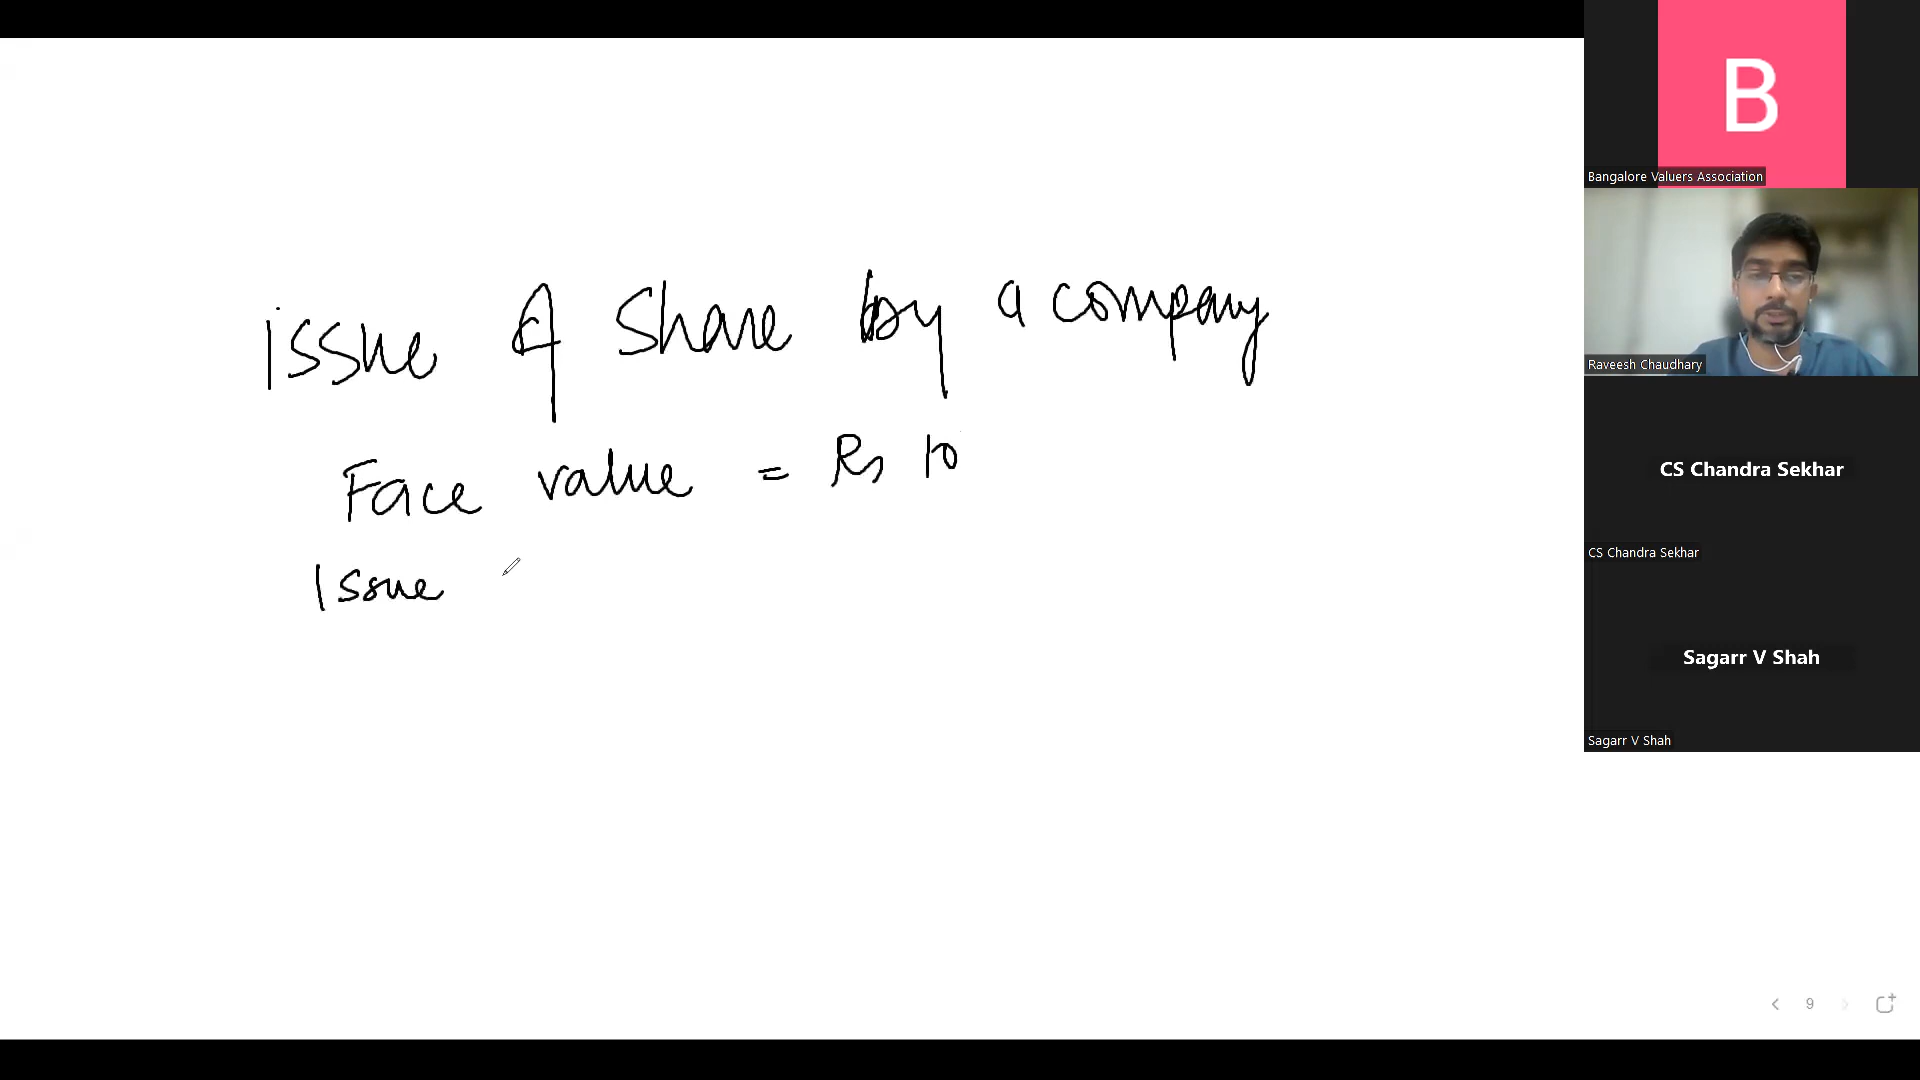 issue of share by a company
Face value = Rs 10
Issue
B
Bangalore Valuers Association
Raveesh Chaudhary
CS Chandra Sekhar
CS Chandra Sekhar
Sagarr V Shah
Sagarr V Shah
9